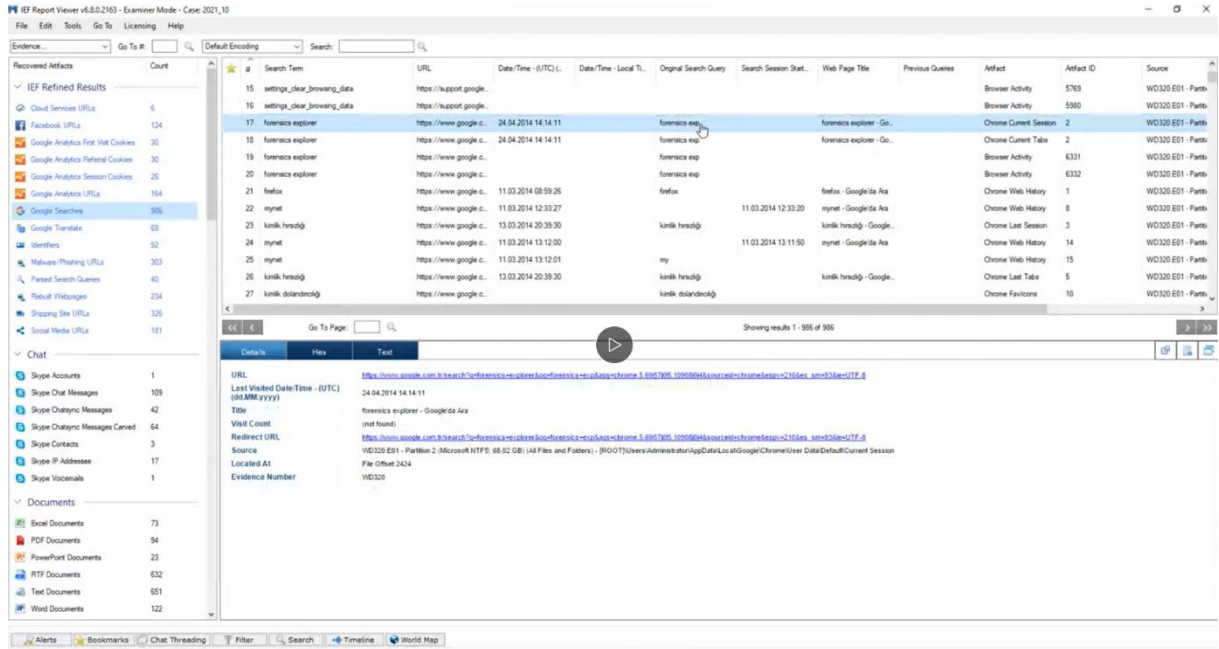 IEF Report Viewer v6.8.0.2163 - Examiner Mode - Case: 2021_10
File Edit Tools Go To Licensing Help
Evidence... Go To #: Default Encoding Search:
Recovered Artifacts Count
# Search Term URL Date/Time - (UTC) (.. Date/Time - Local Ti.. Original Search Query Search Session Start.. Web Page Title Previous Queries Artifact Artifact ID Source
IEF Refined Results
Cloud Services URLs 6
Facebook URLs 124
Google Analytics First Visit Cookies 30
Google Analytics Referral Cookies 30
Google Analytics Session Cookies 26
Google Analytics URLs 164
Google Searches 986
Google Translate 69
Identifiers 92
Malware/Phishing URLs 303
Parsed Search Queries 40
Rebuilt Webpages 234
Shipping Site URLs 326
Social Media URLs 181
Chat
Skype Accounts 1
Skype Chat Messages 109
Skype Chatsync Messages 42
Skype Chatsync Messages Carved 64
Skype Contacts 3
Skype IP Addresses 17
Skype Voicemails 1
Documents
Excel Documents 73
PDF Documents 94
PowerPoint Documents 23
RTF Documents 632
Text Documents 651
Word Documents 122
15 settings_clear_browsing_data https://support.google.. Browser Activity 5769 WD320.E01 - Partiti
16 settings_clear_browsing_data https://support.google.. Browser Activity 5980 WD320.E01 - Partiti
17 forensics explorer https://www.google.c.. 24.04.2014 14:14:11 forensics exp forensics explorer - Go.. Chrome Current Session 2 WD320.E01 - Partiti
18 forensics explorer https://www.google.c.. 24.04.2014 14:14:11 forensics exp forensics explorer - Go.. Chrome Current Tabs 2 WD320.E01 - Partiti
19 forensics explorer https://www.google.c.. forensics exp Browser Activity 6331 WD320.E01 - Partiti
20 forensics explorer https://www.google.c.. forensics exp Browser Activity 6332 WD320.E01 - Partiti
21 firefox https://www.google.c.. 11.03.2014 08:59:26 firefox firefox - Google'da Ara Chrome Web History 1 WD320.E01 - Partiti
22 mynet https://www.google.c.. 11.03.2014 12:33:27 11.03.2014 12:33:20 mynet - Google'da Ara Chrome Web History 8 WD320.E01 - Partiti
23 kimlik hırsızlığı https://www.google.c.. 13.03.2014 20:39:30 kimlik hırsızlığı kimlik hırsızlığı - Google.. Chrome Last Session 3 WD320.E01 - Partiti
24 mynet https://www.google.c.. 11.03.2014 13:12:00 11.03.2014 13:11:50 mynet - Google'da Ara Chrome Web History 14 WD320.E01 - Partiti
25 mynet https://www.google.c.. 11.03.2014 13:12:01 my Chrome Web History 15 WD320.E01 - Partiti
26 kimlik hırsızlığı https://www.google.c.. 13.03.2014 20:39:30 kimlik hırsızlığı kimlik hırsızlığı - Google.. Chrome Last Tabs 5 WD320.E01 - Partiti
27 kimlik dolandırıcılığı https://www.google.c.. kimlik dolandırıcılığı Chrome FavIcons 10 WD320.E01 - Partiti
<< < Go To Page: Showing results 1 - 986 of 986 > >>
Details Hex Text
URL
Last Visited Date/Time - (UTC) (dd.MM.yyyy) 24.04.2014 14:14:11
Title forensics explorer - Google'da Ara
Visit Count (not found)
Redirect URL
Source WD320.E01 - Partition 2 (Microsoft NTFS, 68,02 GB) (All Files and Folders) - [ROOT]\Users\Administrator\AppData\Local\Google\Chrome\User Data\Default\Current Session
Located At File Offset 2424
Evidence Number WD320
Alerts Bookmarks Chat Threading Filter Search Timeline World Map